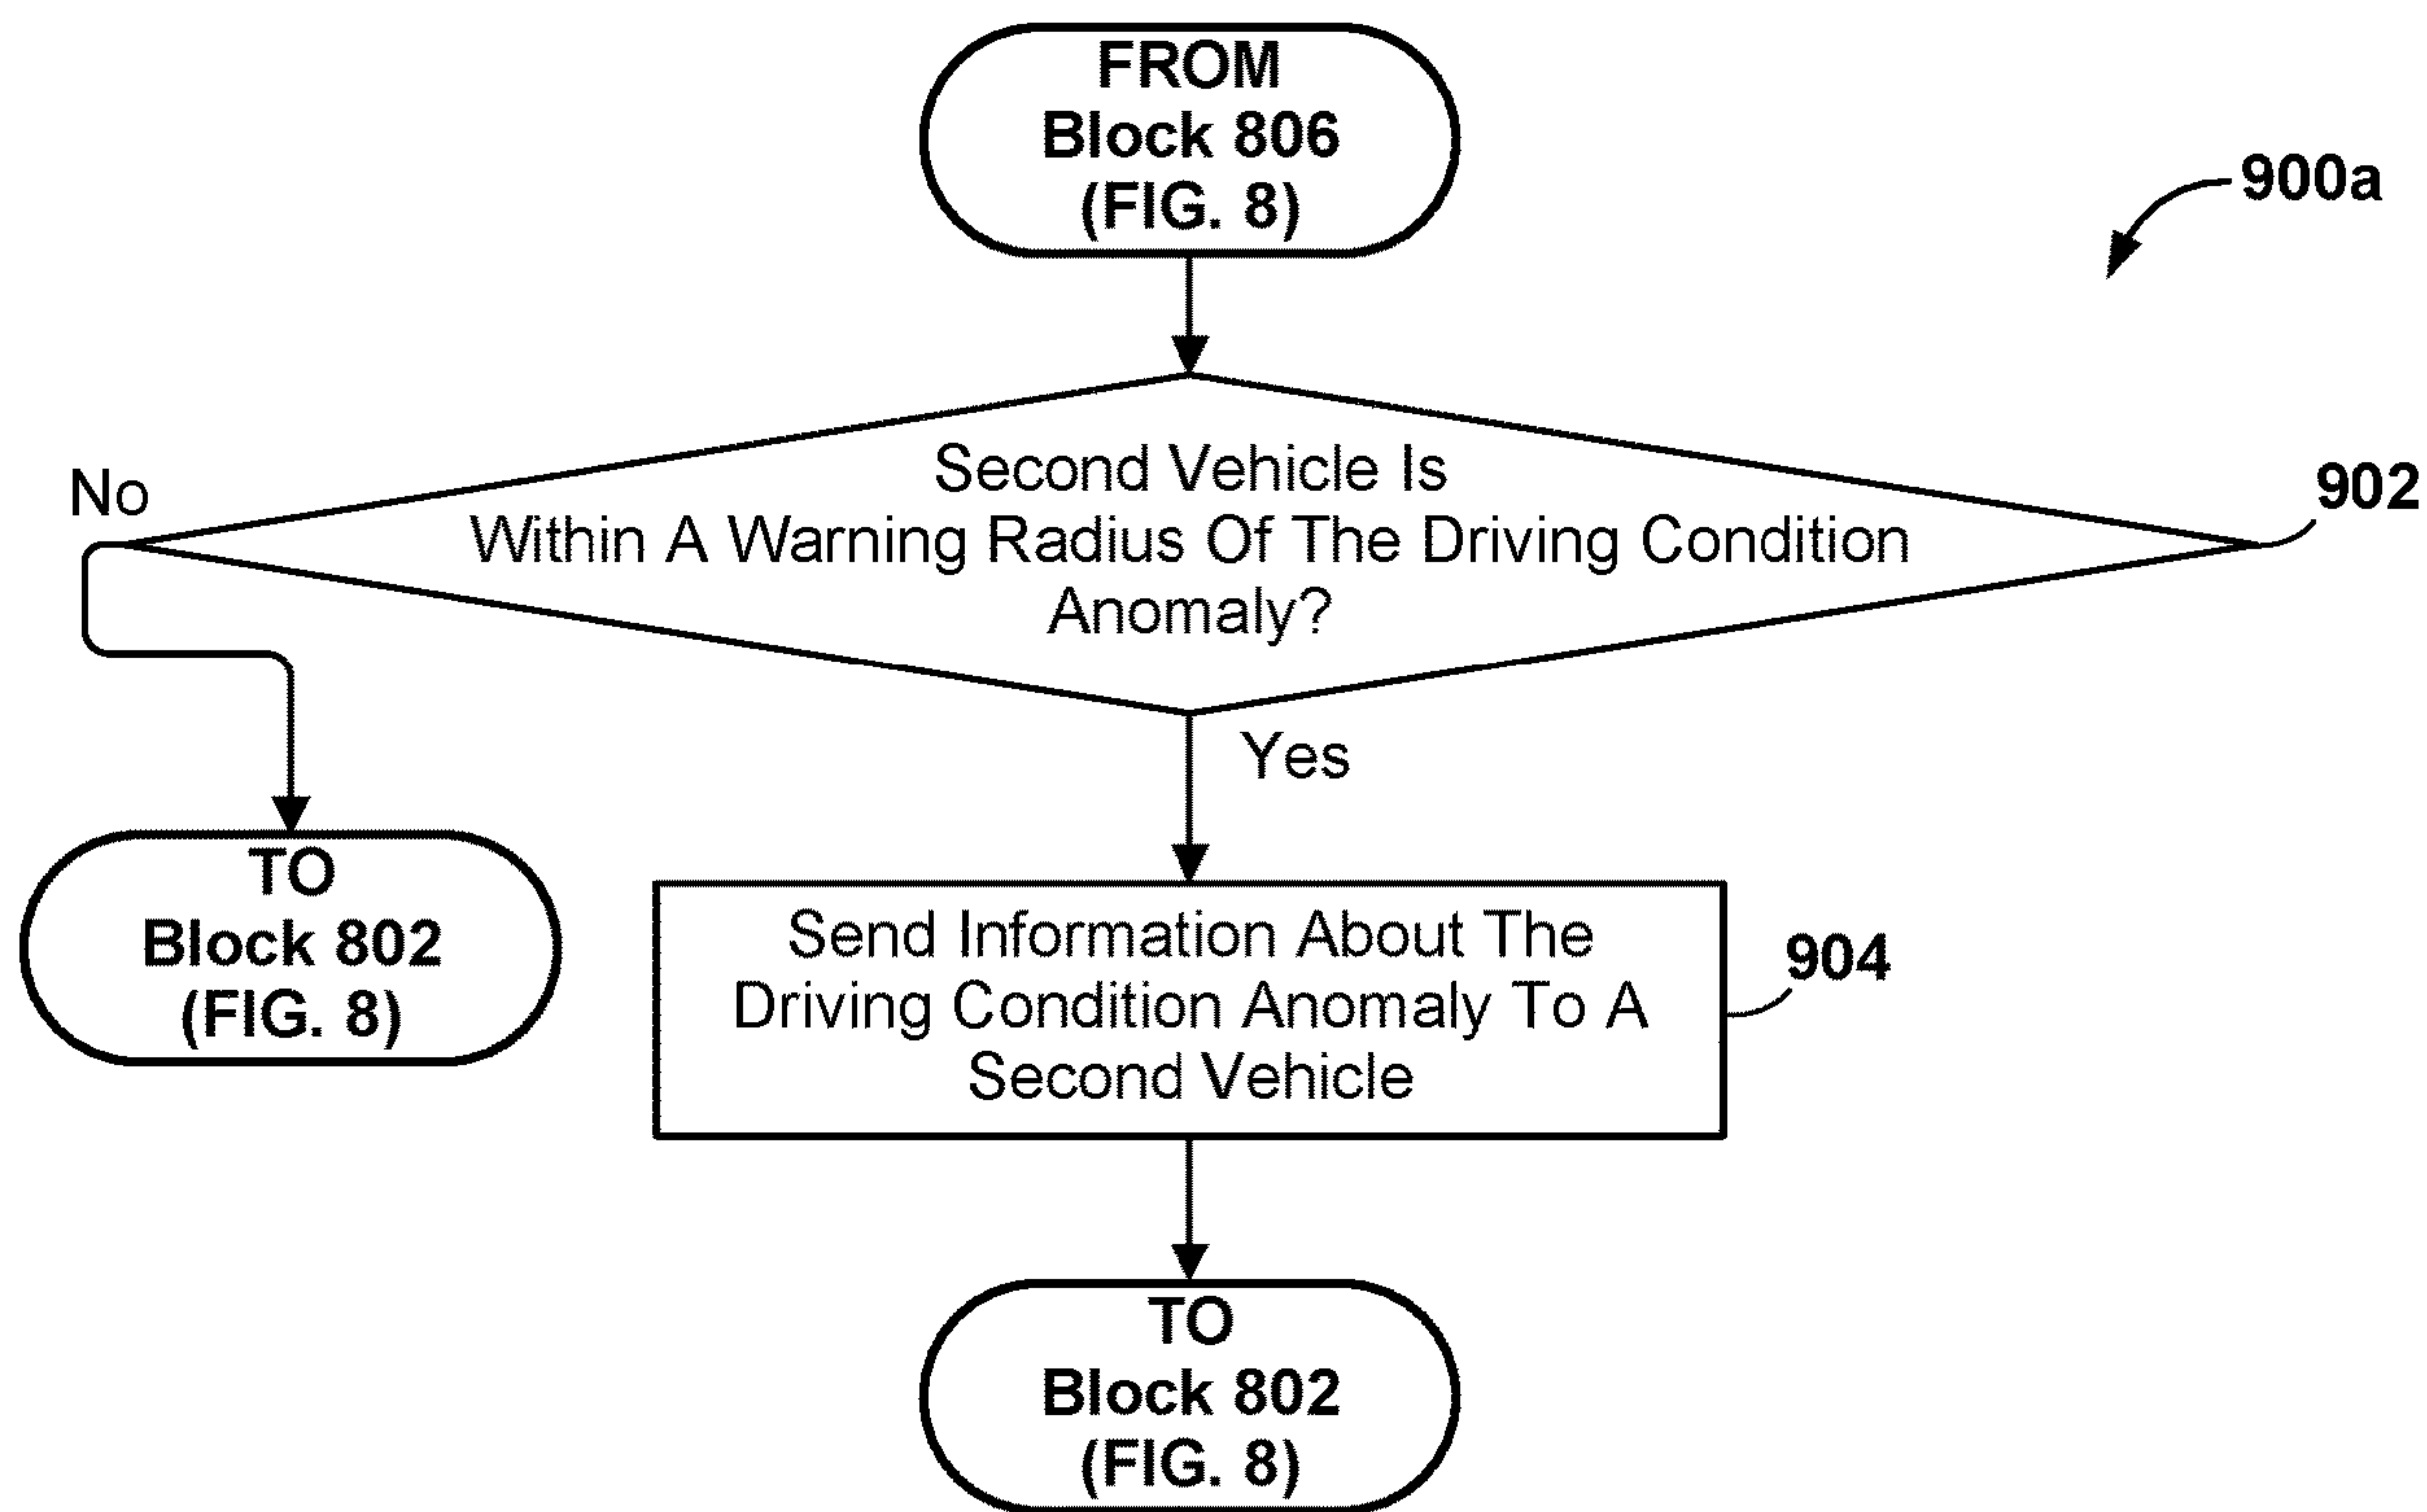 FROM
Block 806
(FIG. 8)
900a
Second Vehicle Is
Within A Warning Radius Of The Driving Condition
Anomaly?
902
No
Yes
TO
Block 802
(FIG. 8)
Send Information About The
Driving Condition Anomaly To A
Second Vehicle
904
TO
Block 802
(FIG. 8)